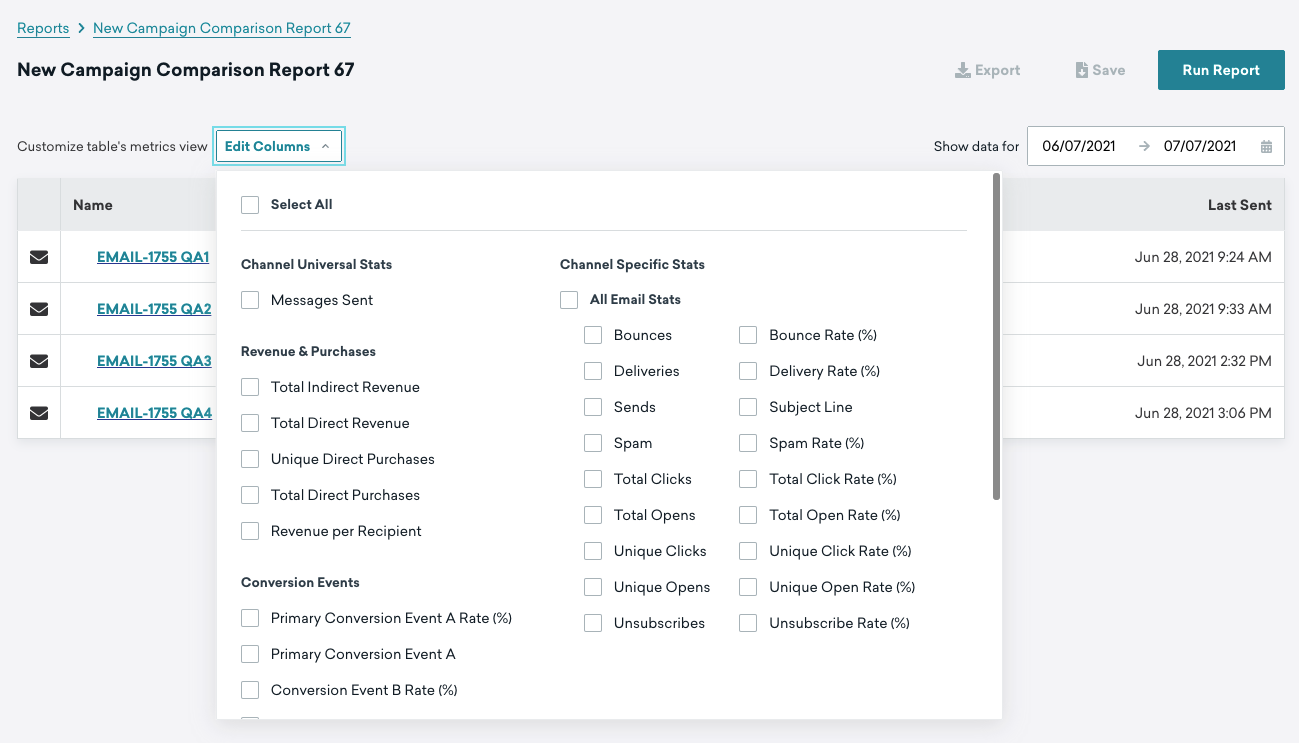 Reports > New Campaign Comparison Report 67
New Campaign Comparison Report 67
Export
Save
Run Report
Customize table's metrics view
Edit Columns
Show data for
06/07/2021 → 07/07/2021
Name
Last Sent
EMAIL-1755 QA1
Jun 28, 2021 9:24 AM
EMAIL-1755 QA2
Jun 28, 2021 9:33 AM
EMAIL-1755 QA3
Jun 28, 2021 2:32 PM
EMAIL-1755 QA4
Jun 28, 2021 3:06 PM
Select All
Channel Universal Stats
Messages Sent
Revenue & Purchases
Total Indirect Revenue
Total Direct Revenue
Unique Direct Purchases
Total Direct Purchases
Revenue per Recipient
Conversion Events
Primary Conversion Event A Rate (%)
Primary Conversion Event A
Conversion Event B Rate (%)
Channel Specific Stats
All Email Stats
Bounces
Bounce Rate (%)
Deliveries
Delivery Rate (%)
Sends
Subject Line
Spam
Spam Rate (%)
Total Clicks
Total Click Rate (%)
Total Opens
Total Open Rate (%)
Unique Clicks
Unique Click Rate (%)
Unique Opens
Unique Open Rate (%)
Unsubscribes
Unsubscribe Rate (%)